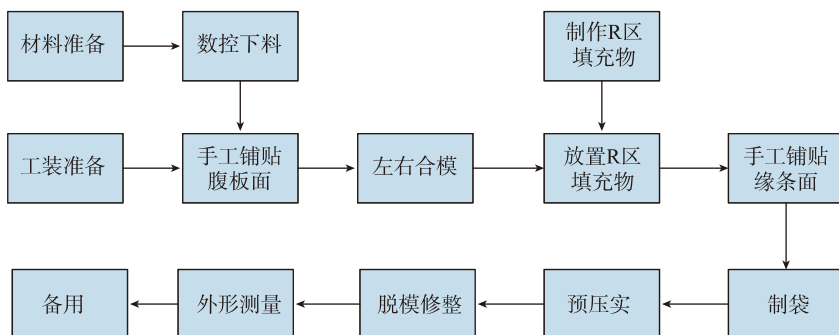 材料准备
数控下料
制作R区
填充物
工装准备
手工铺贴
腹板面
左右合模
放置R区
填充物
手工铺贴
缘条面
备用
外形测量
脱模修整
预压实
制袋